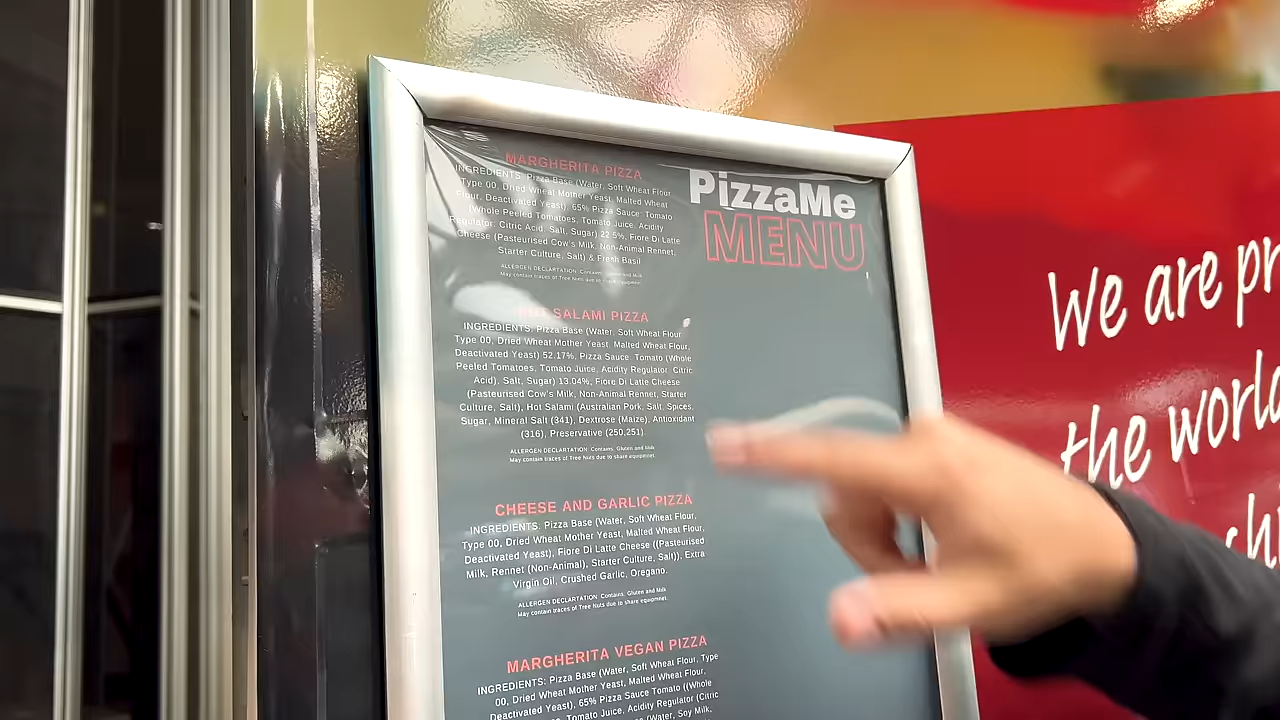 MARGHERITA PIZZA
INGREDIENTS: Pizza Base (Water, Soft Wheat Flour
Type 00, Dried Wheat Mother Yeast, Malted Wheat
Flour, Deactivated Yeast), 65% Pizza Sauce: Tomato
(Whole Peeled Tomatoes, Tomato Juice, Acidity
Regulator: Citric Acid, Salt, Sugar) 22.5%, Fiore Di Latte
Cheese (Pasteurised Cow's Milk, Non-Animal Rennet,
Starter Culture, Salt) & Fresh Basil
ALLERGEN DECLARTATION: Contains: Gluten and Milk
May contain traces of Tree Nuts due to share equipmnet.
PizzaMe
MENU
SALAMI PIZZA
INGREDIENTS: Pizza Base (Water, Soft Wheat Flour
Type 00, Dried Wheat Mother Yeast, Malted Wheat Flour,
Deactivated Yeast) 52.17%, Pizza Sauce: Tomato (Whole
Peeled Tomatoes, Tomato Juice, Acidity Regulator: Citric
Acid), Salt, Sugar) 13.04%, Fiore Di Latte Cheese
(Pasteurised Cow's Milk, Non-Animal Rennet, Starter
Culture, Salt), Hot Salami (Australian Pork, Salt, Spices,
Sugar, Mineral Salt (341), Dextrose (Maize), Antioxidant
(316), Preservative (250,251)
ALLERGEN DECLARTATION: Contains: Gluten and Milk
May contain traces of Tree Nuts due to share equipmnet.
CHEESE AND GARLIC PIZZA
INGREDIENTS: Pizza Base (Water, Soft Wheat Flour,
Type 00, Dried Wheat Mother Yeast, Malted Wheat Flour,
Deactivated Yeast), Fiore Di Latte Cheese ((Pasteurised
Milk, Rennet (Non-Animal), Starter Culture, Salt)), Extra
Virgin Oil, Crushed Garlic, Oregano.
ALLERGEN DECLARTATION: Contains: Gluten and Milk
May contain traces of Tree Nuts due to share equipmnet.
MARGHERITA VEGAN PIZZA
INGREDIENTS: Pizza Base (Water, Soft Wheat Flour, Type
00, Dried Wheat Mother Yeast, Malted Wheat Flour,
Deactivated Yeast), 65% Pizza Sauce Tomato ((Whole
Tomatoes, Tomato Juice, Acidity Regulator (Citric
(Water, Soy Milk,
We are pr
the world